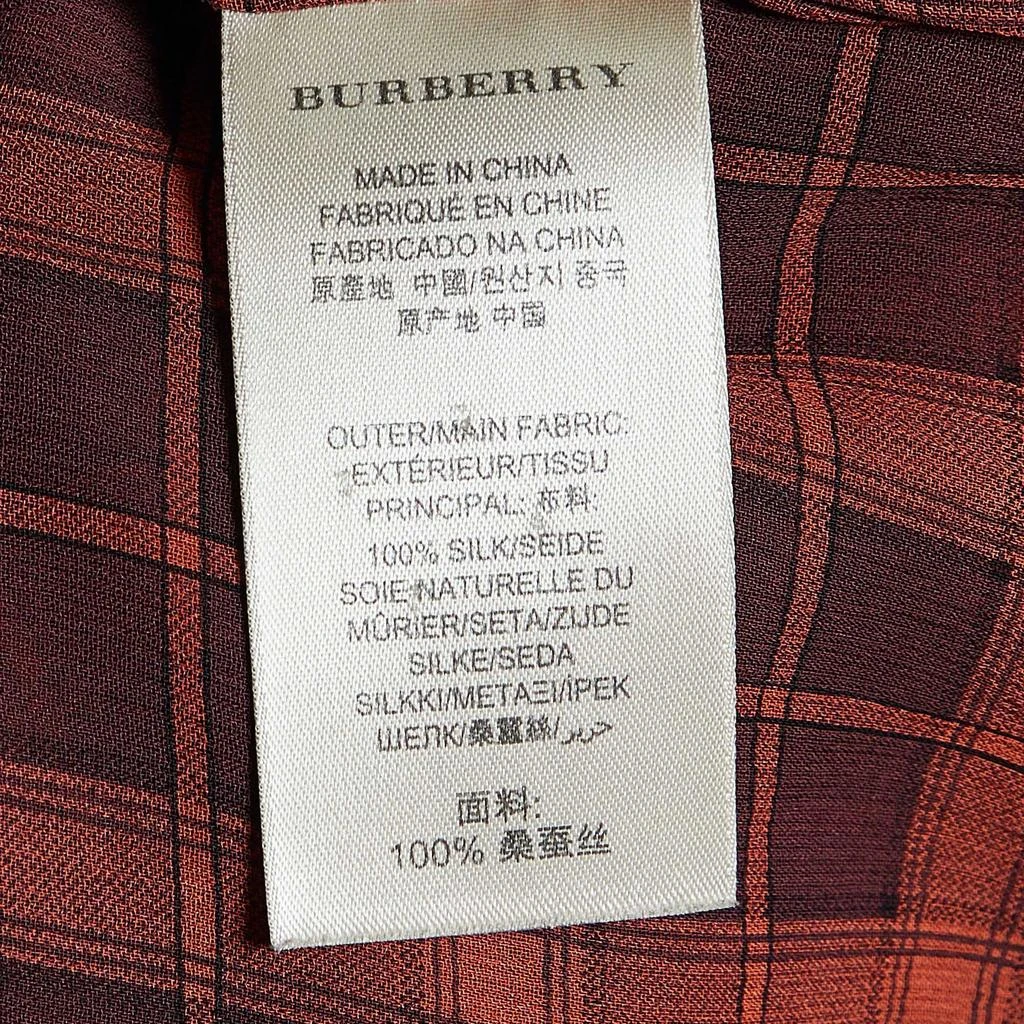 BURBERRY
MADE IN CHINA
FABRIQUÉ EN CHINE
FABRICADO NA CHINA
原產地 中國/원산지 중국
原产地 中国
OUTER/MAIN FABRIC:
EXTÉRIEUR/TISSU
PRINCIPAL: 布料:
100% SILK/SEIDE
SOIE NATURELLE DU
MÛRIER/SETA/ZIJDE
SILKE/SEDA
SILKKI/ΜΕΤΑΞΙ/İPEK
ШЕЛК/桑蠶絲/حرير
面料:
100% 桑蚕丝